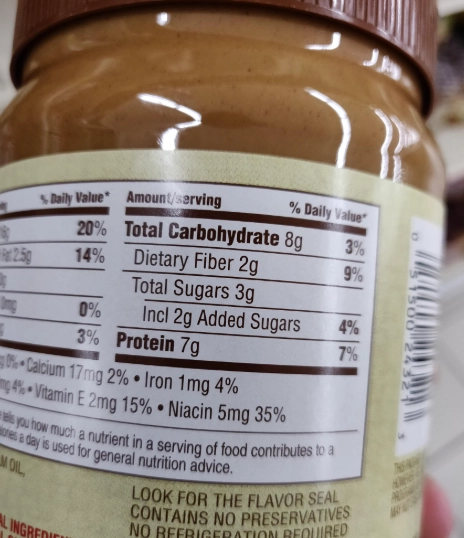 % Daily Value*
20%
14%
0%
3%
Amount/serving % Daily Value*
Total Carbohydrate 8g 3%
Dietary Fiber 2g 9%
Total Sugars 3g
Incl 2g Added Sugars 4%
Protein 7g 7%
0% • Calcium 17mg 2% • Iron 1mg 4%
4% • Vitamin E 2mg 15% • Niacin 5mg 35%
tells you how much a nutrient in a serving of food contributes to a
a day is used for general nutrition advice.
OIL,
LOOK FOR THE FLAVOR SEAL
CONTAINS NO PRESERVATIVES
NO REFRIGERATION REQUIRED